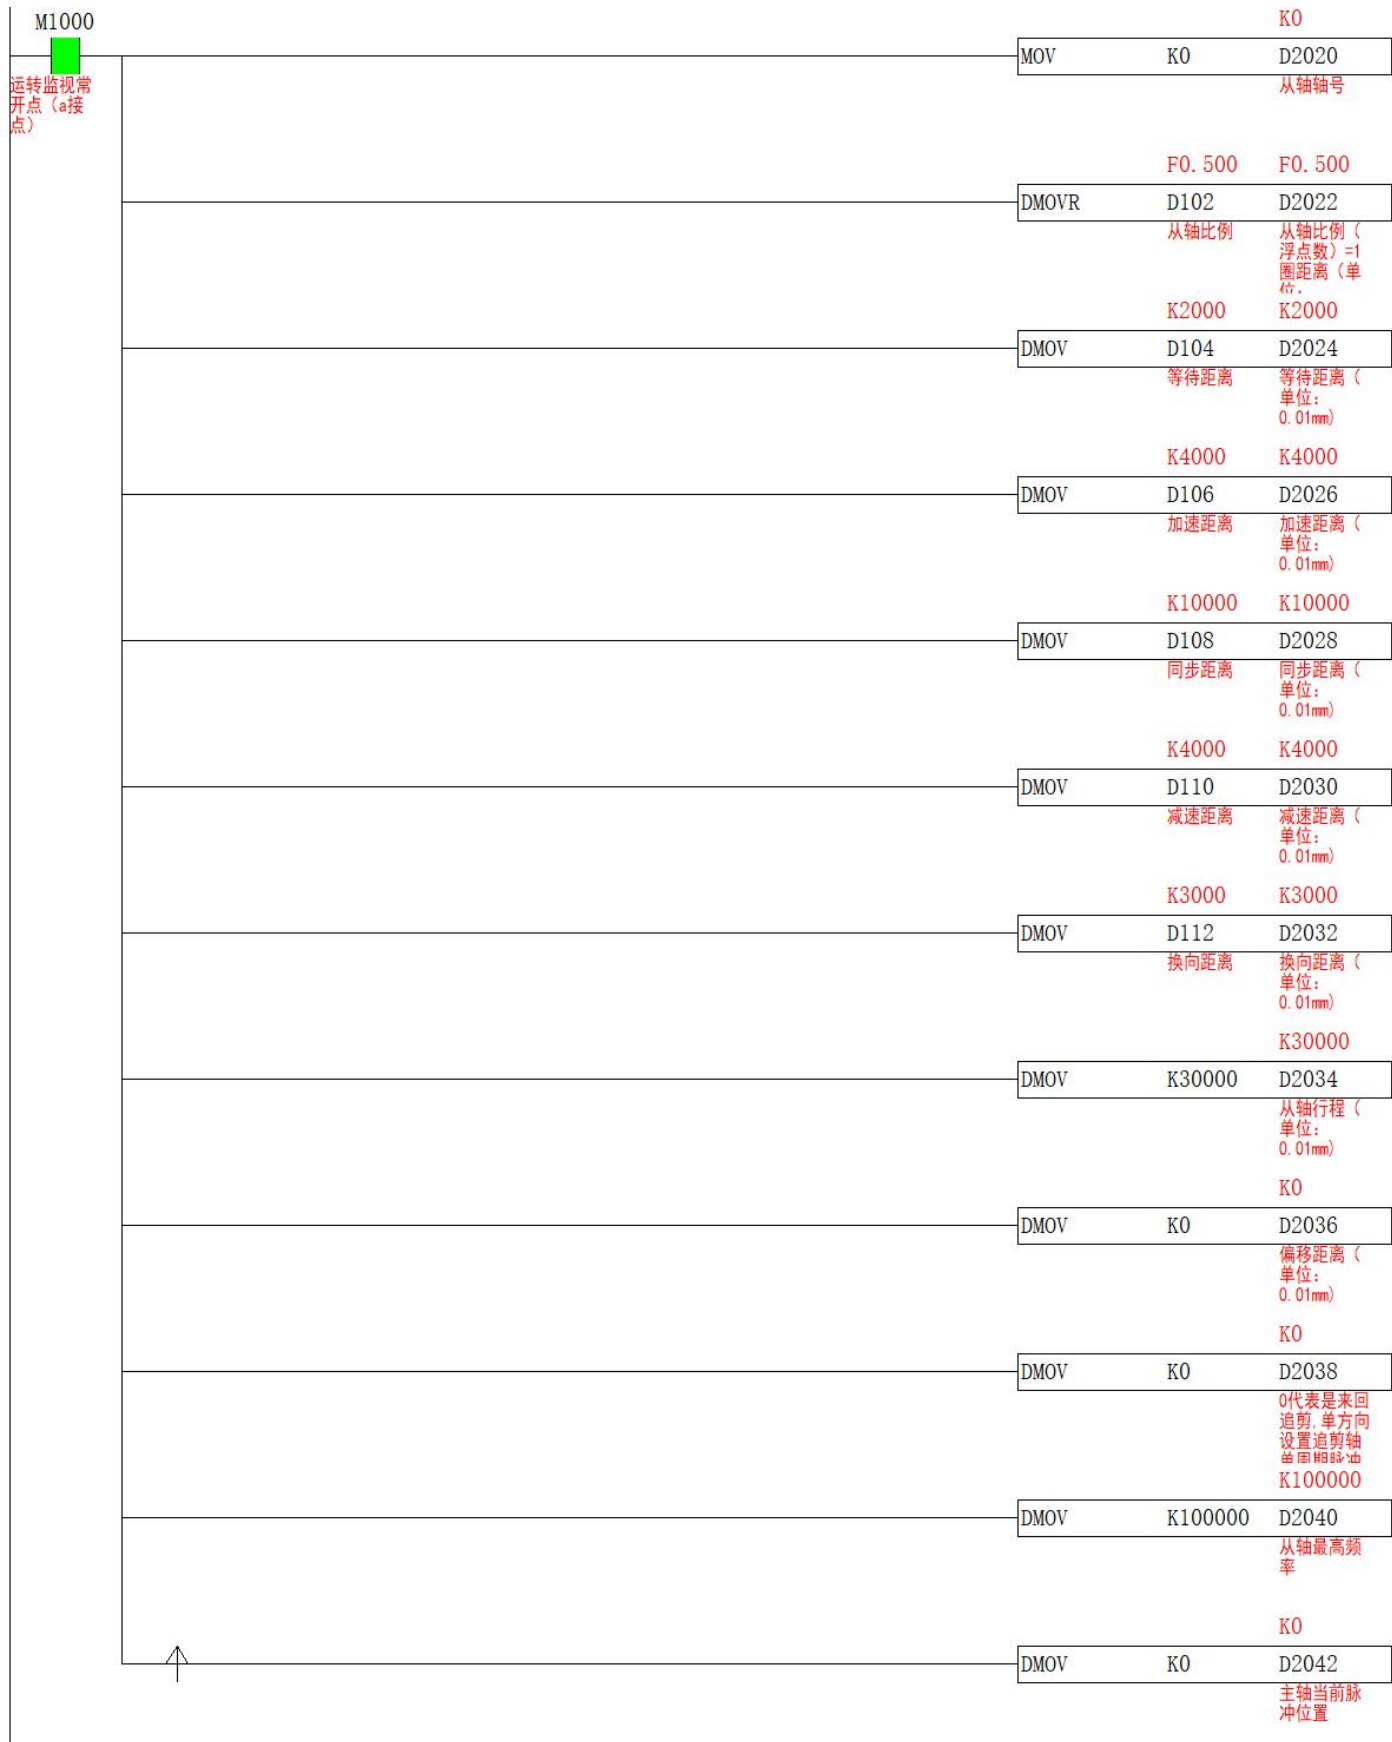 M1000
运转监视常
开点（a接
点）
K0
MOV K0 D2020
从轴轴号
F0.500 F0.500
DMOVR D102 D2022
从轴比例 从轴比例（
浮点数）=1
圈距离（单
位：
K2000 K2000
DMOV D104 D2024
等待距离 等待距离（
单位：
0.01mm)
K4000 K4000
DMOV D106 D2026
加速距离 加速距离（
单位：
0.01mm)
K10000 K10000
DMOV D108 D2028
同步距离 同步距离（
单位：
0.01mm)
K4000 K4000
DMOV D110 D2030
减速距离 减速距离（
单位：
0.01mm)
K3000 K3000
DMOV D112 D2032
换向距离 换向距离（
单位：
0.01mm)
K30000
DMOV K30000 D2034
从轴行程（
单位：
0.01mm)
K0
DMOV K0 D2036
偏移距离（
单位：
0.01mm)
K0
DMOV K0 D2038
0代表是来回
追剪,单方向
设置追剪轴
单周期脉冲
K100000
DMOV K100000 D2040
从轴最高频
率
K0
DMOV K0 D2042
主轴当前脉
冲位置